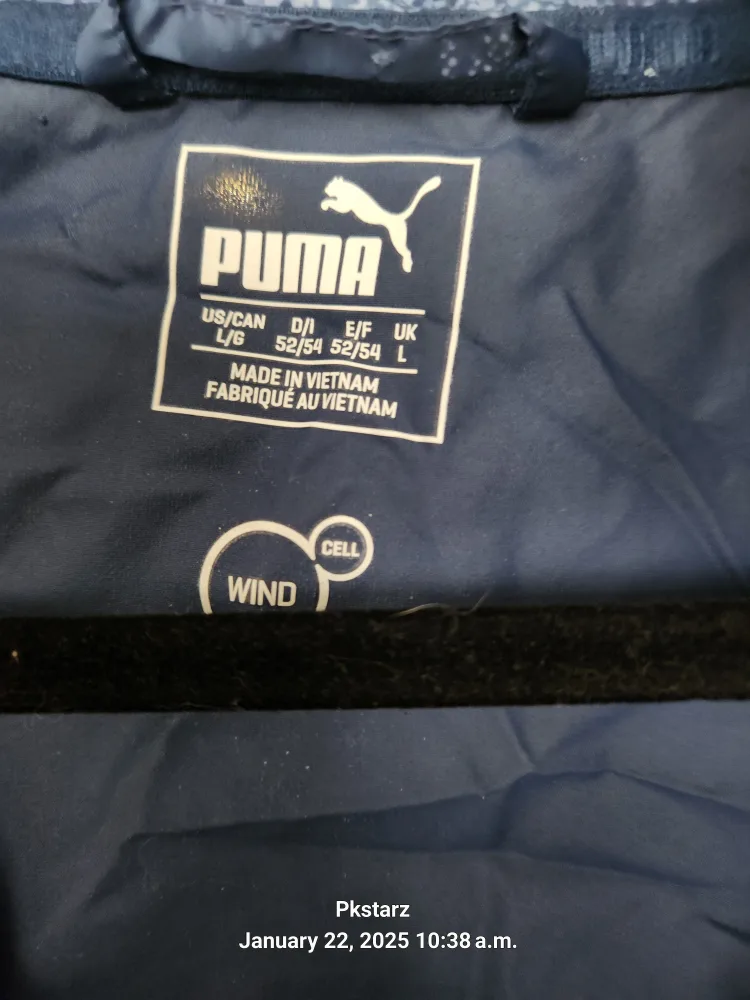 PUMA
US/CAN D/I E/F UK
L/G 52/54 52/54 L
MADE IN VIETNAM
FABRIQUÉ AU VIETNAM
CELL
WIND
Pkstarz
January 22, 2025 10:38 a.m.